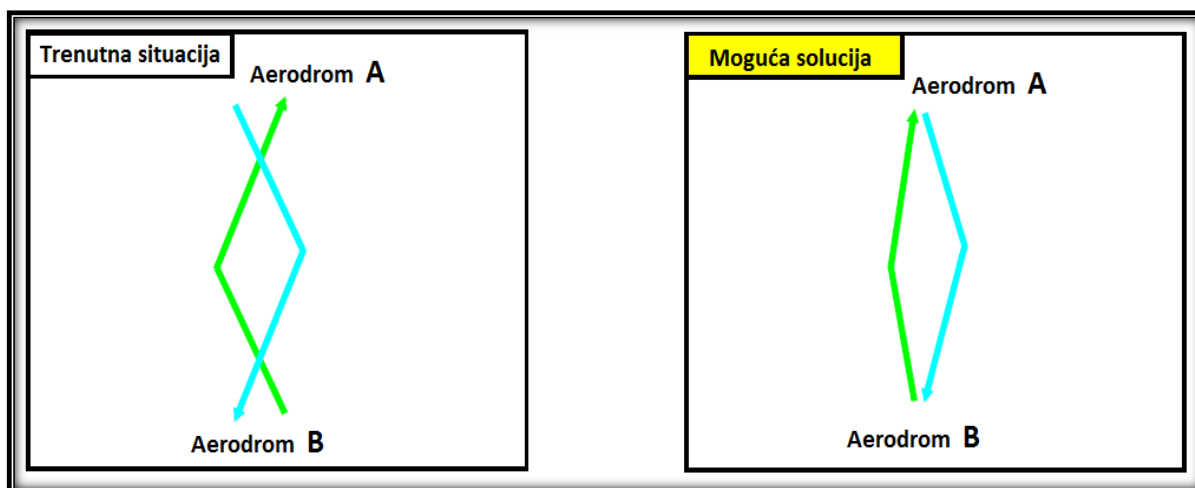 Trenutna situacija
Aerodrom A
Aerodrom B
Moguća solucija
Aerodrom A
Aerodrom B